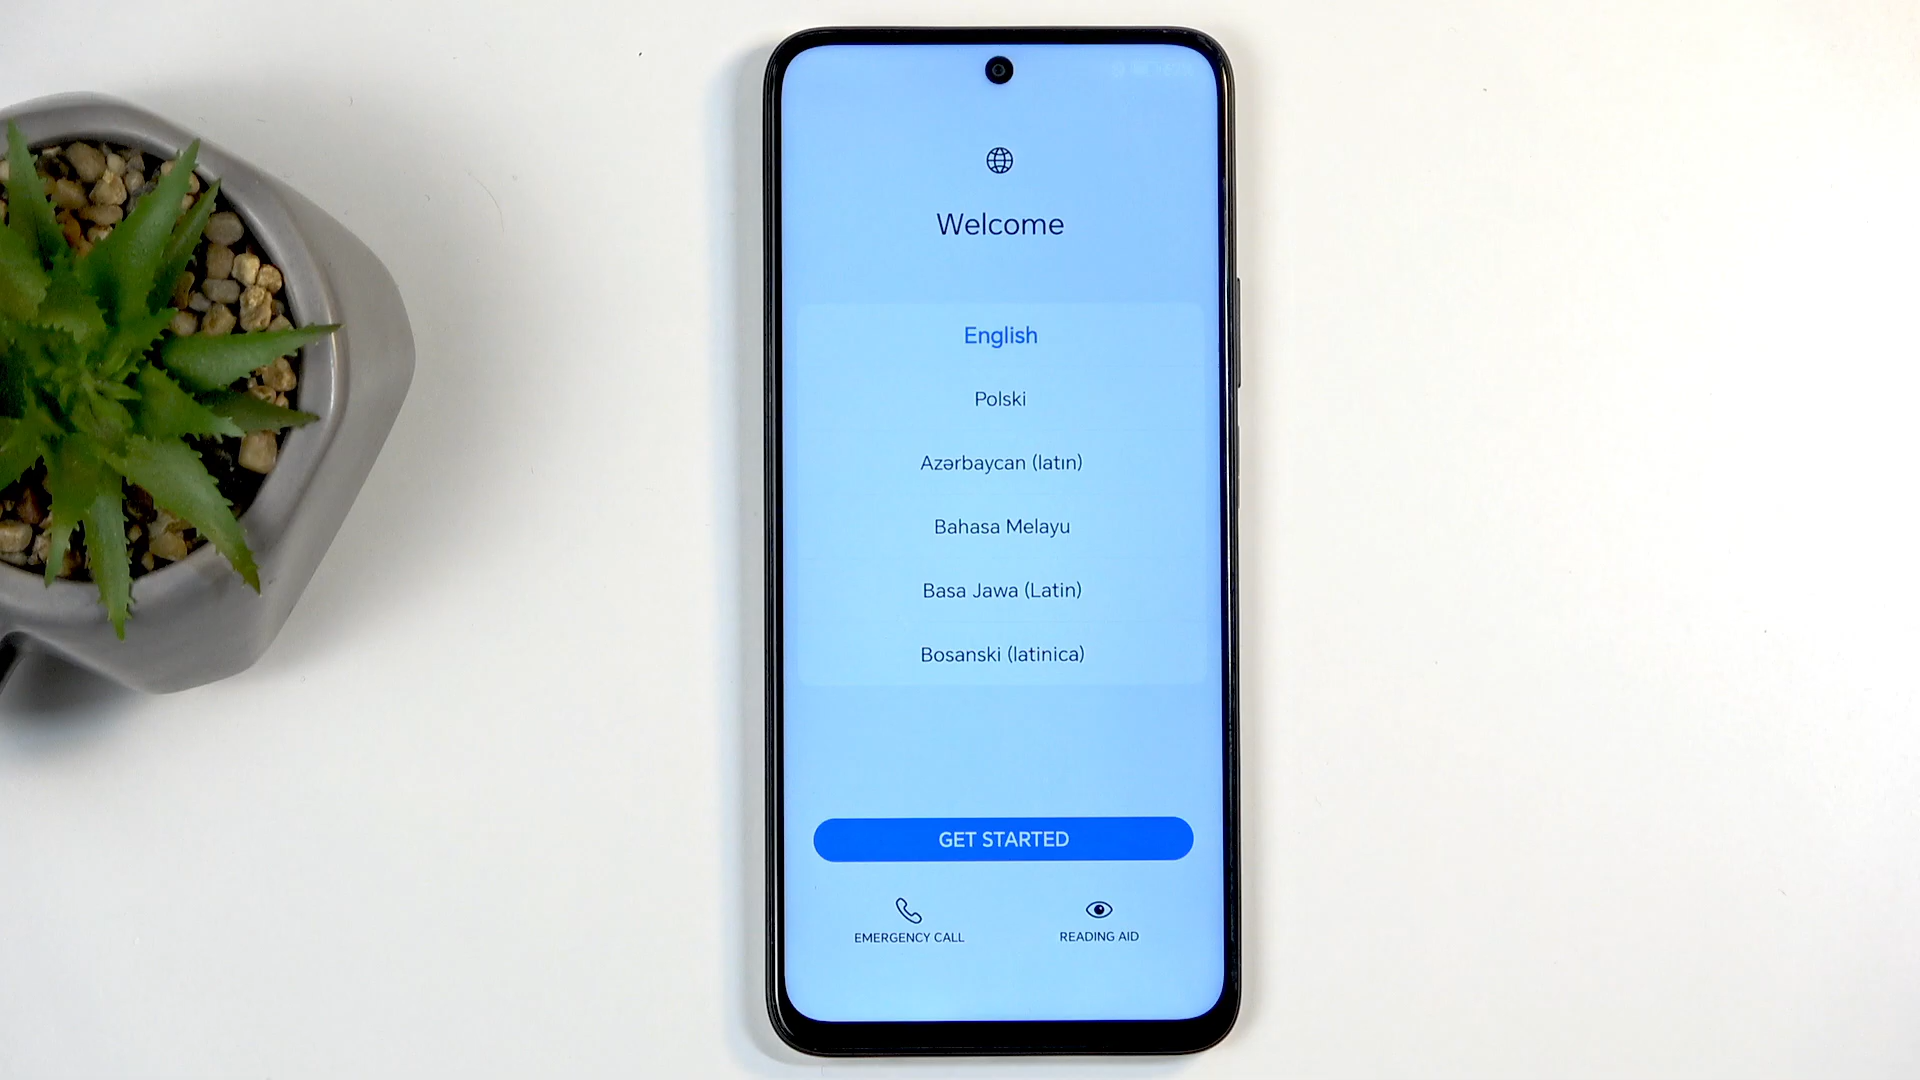 Welcome
English
Polski
Azərbaycan (latın)
Bahasa Melayu
Basa Jawa (Latin)
Bosanski (latinica)
GET STARTED
EMERGENCY CALL
READING AID